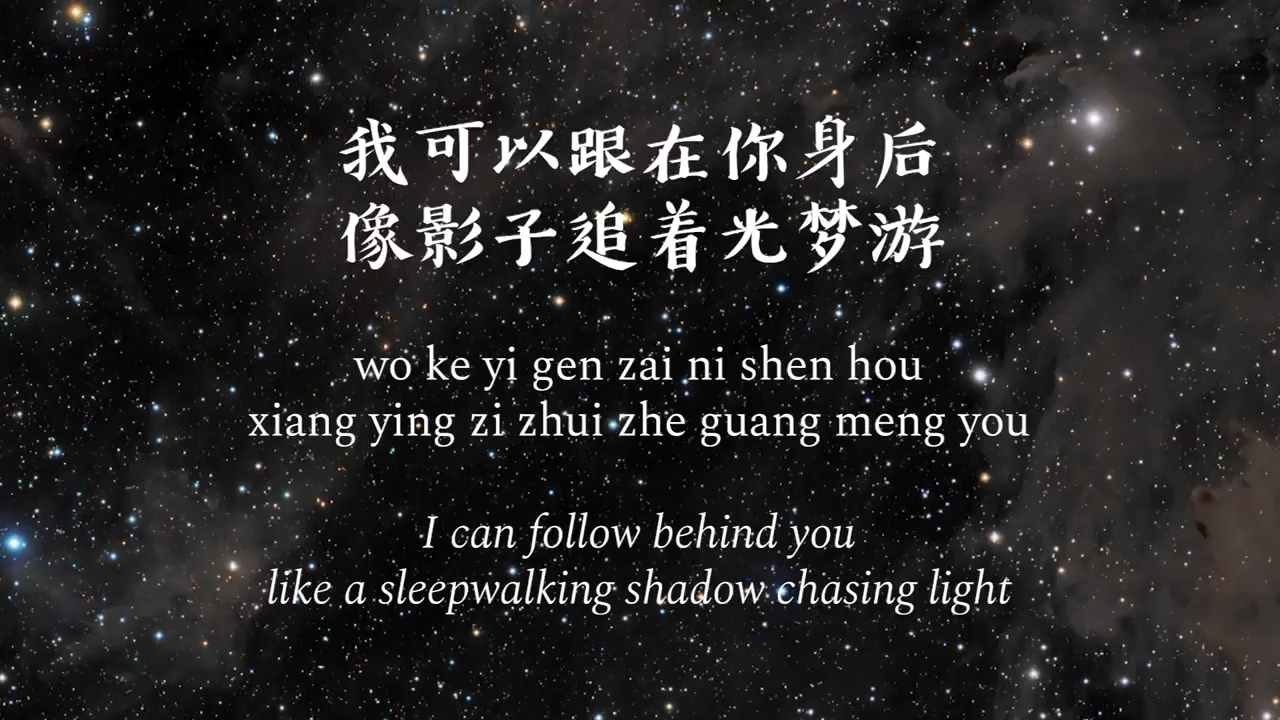 我可以跟在你身后
像影子追着光梦游
wo ke yi gen zai ni shen hou
xiang ying zi zhui zhe guang meng you
I can follow behind you
like a sleepwalking shadow chasing light